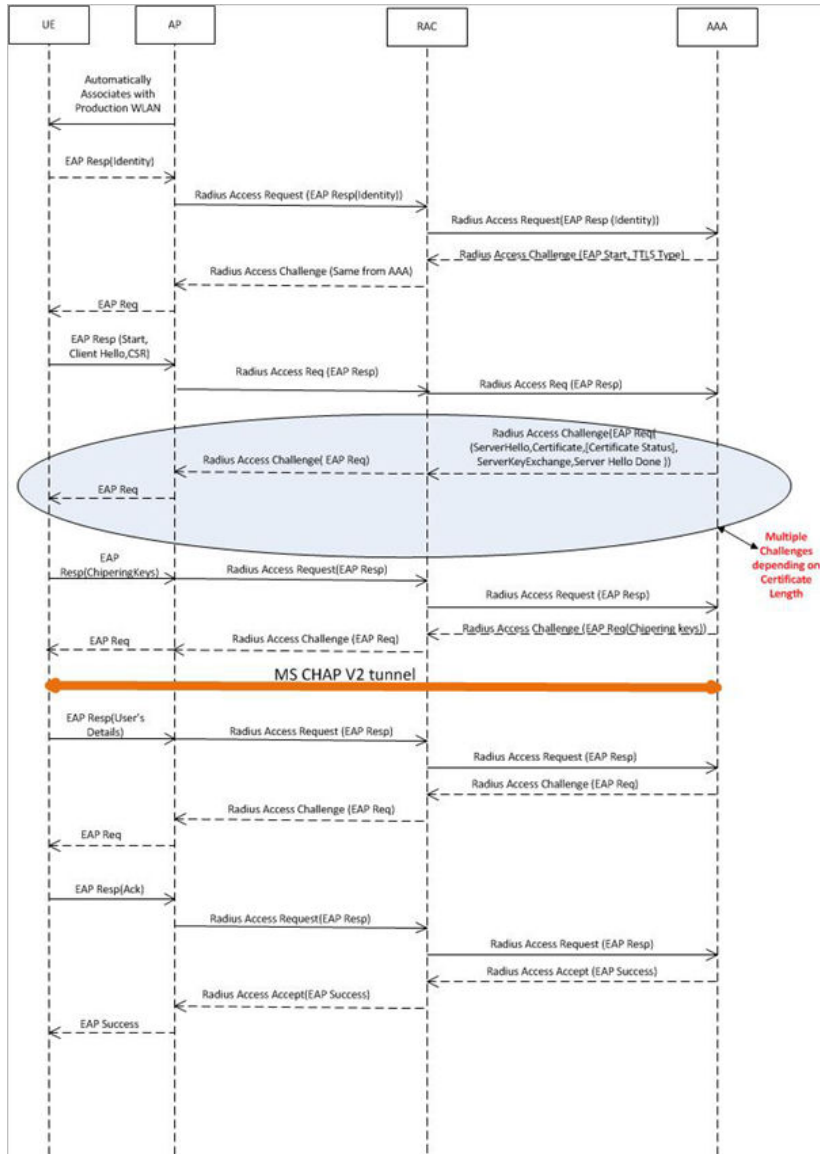 UE
AP
RAC
AAA
Automatically
Associates with
Production WLAN
EAP Resp(Identity)
Radius Access Request (EAP Resp(Identity))
Radius Access Request(EAP Resp (Identity))
Radius Access Challenge (EAP Start, TTLS Type)
Radius Access Challenge (Same from AAA)
EAP Req
EAP Resp (Start,
Client Hello,CSR)
Radius Access Req (EAP Resp)
Radius Access Req (EAP Resp)
Radius Access Challenge(EAP Req(
(ServerHello,Certificate,[Certificate Status],
ServerKeyExchange,Server Hello Done ))
Radius Access Challenge( EAP Req)
EAP Req
Multiple
Challenges
depending on
Certificate
Length
EAP
Resp(ChiperingKeys)
Radius Access Request(EAP Resp)
Radius Access Request (EAP Resp)
Radius Access Challenge (EAP Req(Chipering keys))
Radius Access Challenge (EAP Req)
EAP Req
MS CHAP V2 tunnel
EAP Resp(User's
Details)
Radius Access Request (EAP Resp)
Radius Access Request (EAP Resp)
Radius Access Challenge (EAP Req)
Radius Access Challenge (EAP Req)
EAP Req
EAP Resp(Ack)
Radius Access Request(EAP Resp)
Radius Access Request (EAP Resp)
Radius Access Accept (EAP Success)
Radius Access Accept(EAP Success)
EAP Success